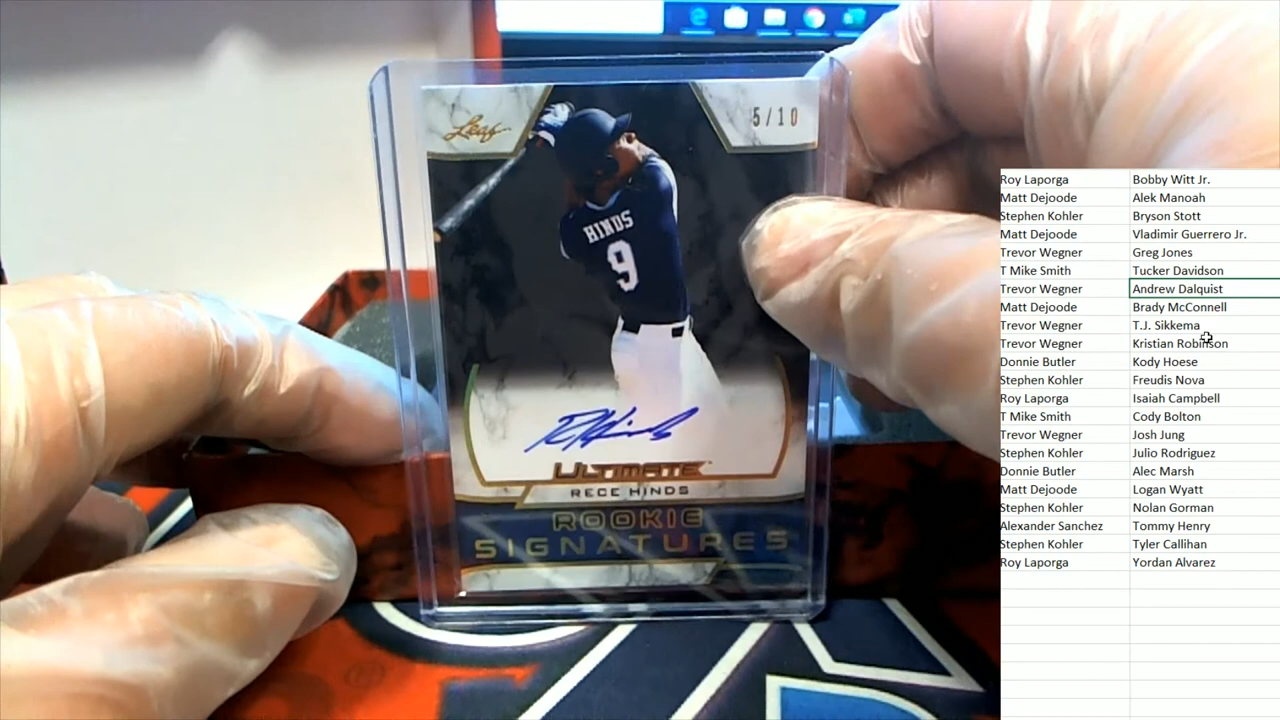 Leaf
5/10
HINDS
9
ULTIMATE
RECE HINDS
ROOKIE
SIGNATURES
Roy Laporga Bobby Witt Jr.
Matt Dejoode Alek Manoah
Stephen Kohler Bryson Stott
Matt Dejoode Vladimir Guerrero Jr.
Trevor Wegner Greg Jones
T Mike Smith Tucker Davidson
Trevor Wegner Andrew Dalquist
Matt Dejoode Brady McConnell
Trevor Wegner T.J. Sikkema
Trevor Wegner Kristian Robinson
Donnie Butler Kody Hoese
Stephen Kohler Freudis Nova
Roy Laporga Isaiah Campbell
T Mike Smith Cody Bolton
Trevor Wegner Josh Jung
Stephen Kohler Julio Rodriguez
Donnie Butler Alec Marsh
Matt Dejoode Logan Wyatt
Stephen Kohler Nolan Gorman
Alexander Sanchez Tommy Henry
Stephen Kohler Tyler Callihan
Roy Laporga Yordan Alvarez